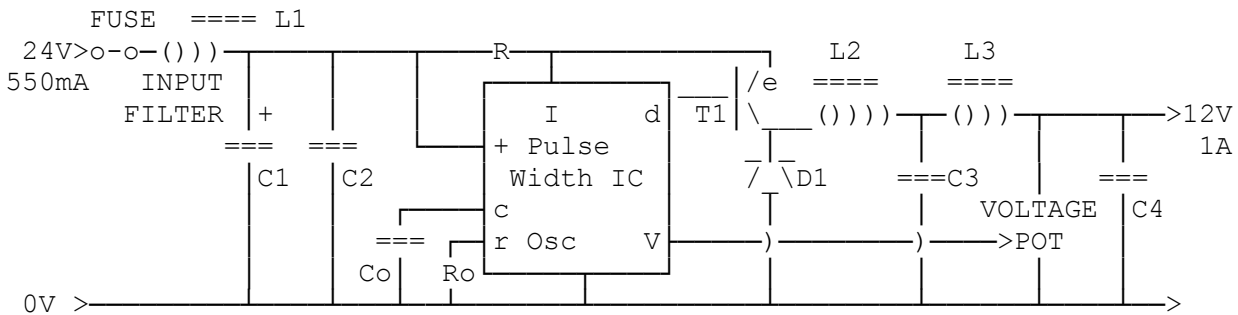 FUSE L1
24V L2 L3
550mA INPUT R e
FILTER + I d T1 12V
+ Pulse 1A
C1 C2 Width IC D1 C3
c VOLTAGE C4
r Osc V POT
Co Ro
0V